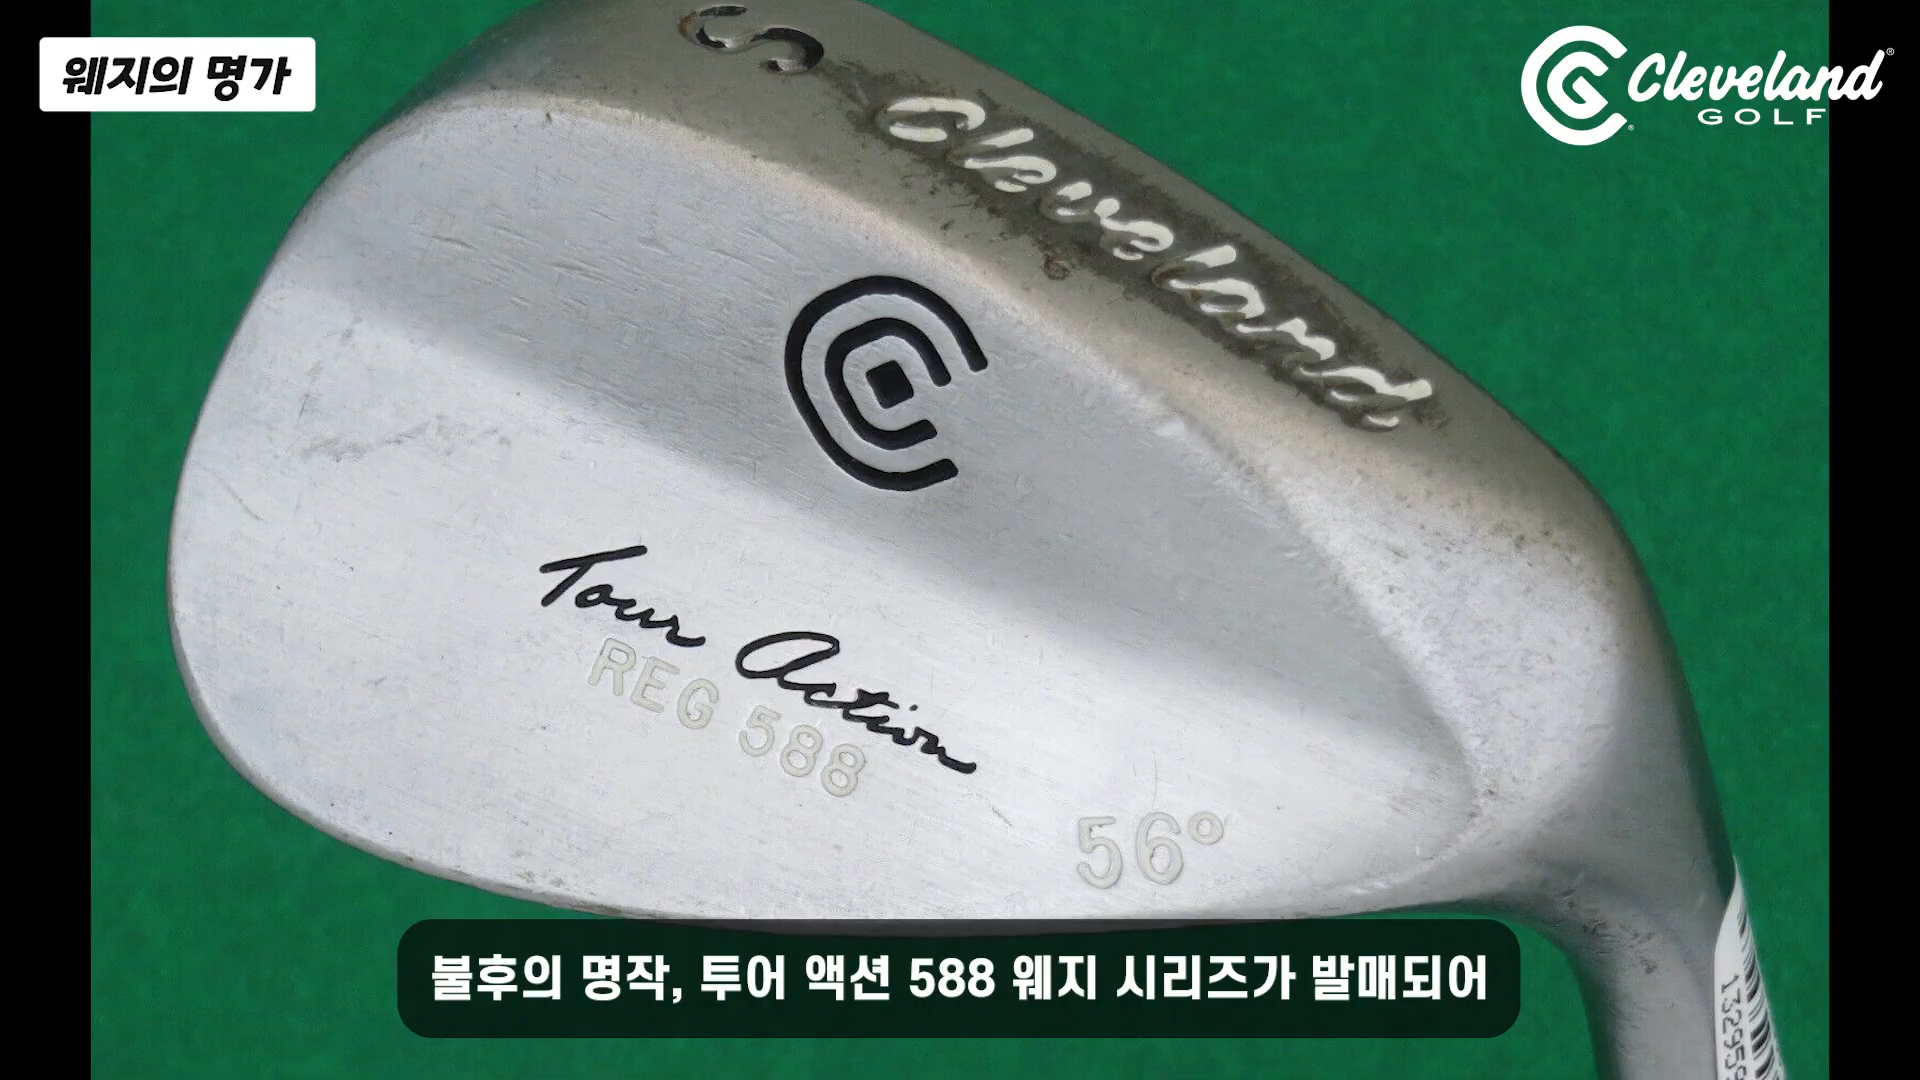 웨지의 명가
Cleveland
GOLF
S Cleveland
Tour Action
REG 588
56°
불후의 명작, 투어 액션 588 웨지 시리즈가 발매되어